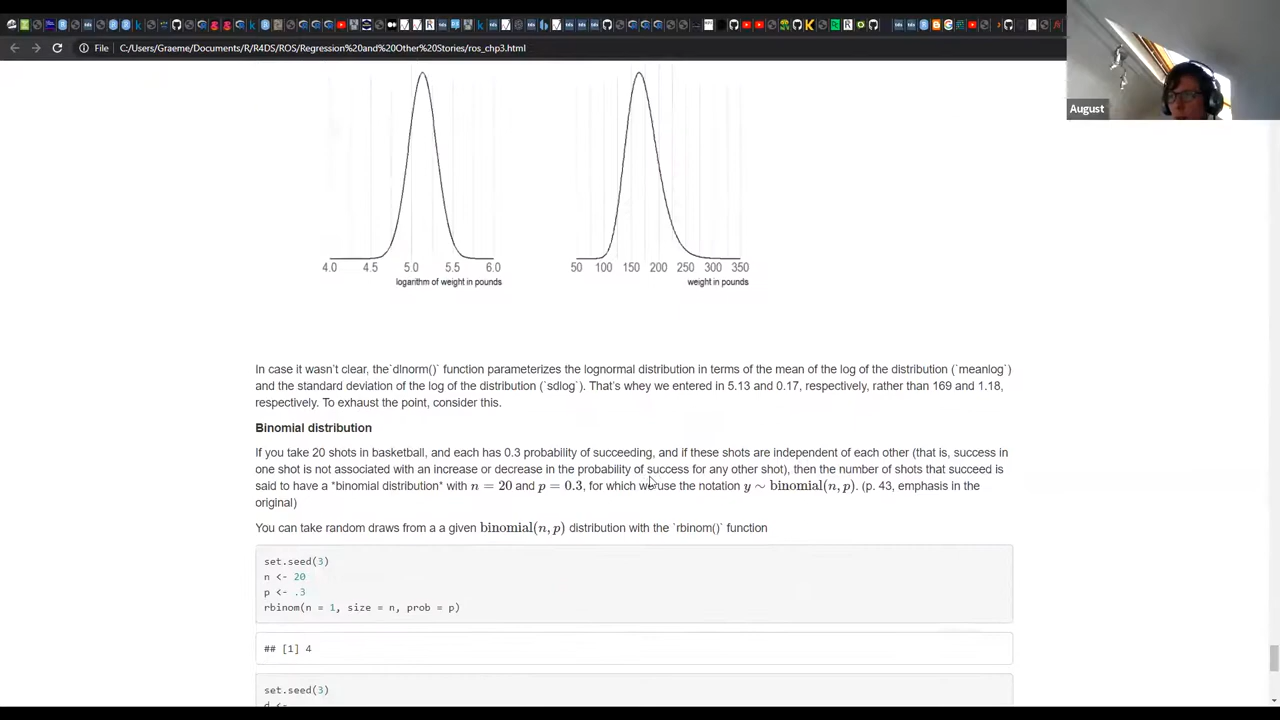 File C:/Users/Graeme/Documents/R/R4DS/ROS/Regression%20and%20Other%20Stories/ros_chp3.html
August
4.0 4.5 5.0 5.5 6.0
logarithm of weight in pounds
50 100 150 200 250 300 350
weight in pounds
In case it wasn't clear, the`dlnorm()` function parameterizes the lognormal distribution in terms of the mean of the log of the distribution (`meanlog`)
and the standard deviation of the log of the distribution (`sdlog`). That's whey we entered in 5.13 and 0.17, respectively, rather than 169 and 1.18,
respectively. To exhaust the point, consider this.
Binomial distribution
If you take 20 shots in basketball, and each has 0.3 probability of succeeding, and if these shots are independent of each other (that is, success in
one shot is not associated with an increase or decrease in the probability of success for any other shot), then the number of shots that succeed is
said to have a *binomial distribution* with n = 20 and p = 0.3, for which we use the notation y ∼ binomial(n, p). (p. 43, emphasis in the
original)
You can take random draws from a a given binomial(n, p) distribution with the `rbinom()` function
set.seed(3)
n <- 20
p <- .3
rbinom(n = 1, size = n, prob = p)
## [1] 4
set.seed(3)
d <-